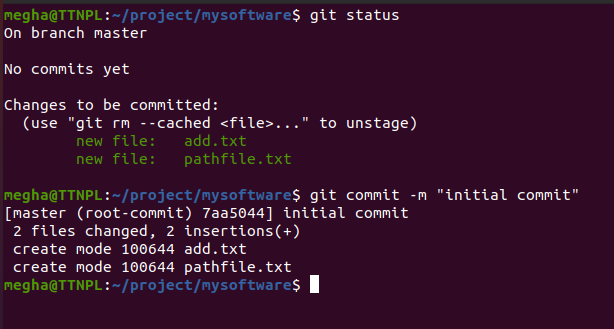 megha@TTNPL:~/project/mysoftware$ git status
On branch master
No commits yet
Changes to be committed:
(use "git rm --cached <file>..." to unstage)
new file:   add.txt
new file:   pathfile.txt
megha@TTNPL:~/project/mysoftware$ git commit -m "initial commit"
[master (root-commit) 7aa5044] initial commit
2 files changed, 2 insertions(+)
create mode 100644 add.txt
create mode 100644 pathfile.txt
megha@TTNPL:~/project/mysoftware$